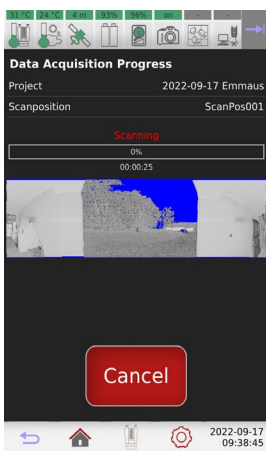 31 °C 24 °C 4 m 93% 96% on - -
Data Acquisition Progress
Project 2022-09-17 Emmaus
Scanposition ScanPos001
Scanning
0%
00:00:25
Cancel
2022-09-17
09:38:45